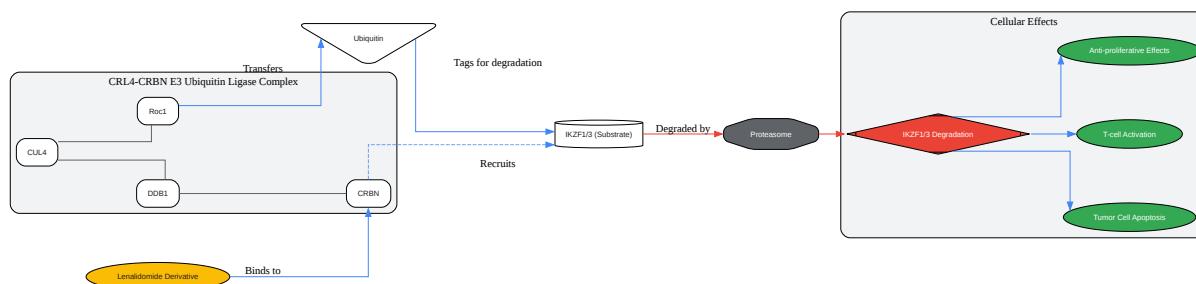 Cellular Effects
Ubiquitin
Anti-proliferative Effects
Tags for degradation
Transfers
CRL4-CRBN E3 Ubiquitin Ligase Complex
Roc1
IKZF1/3 (Substrate)
Degraded by
Proteasome
IKZF1/3 Degradation
T-cell Activation
CUL4
Recruits
DDB1
CRBN
Tumor Cell Apoptosis
Lenalidomide Derivative
Binds to